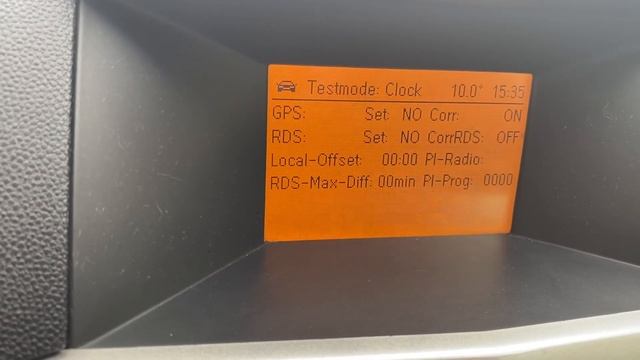 Testmode: Clock 10.0° 15:35
GPS: Set: NO Corr: ON
RDS: Set: NO CorrRDS: OFF
Local-Offset: 00:00 PI-Radio:
RDS-Max-Diff: 00min PI-Prog: 0000